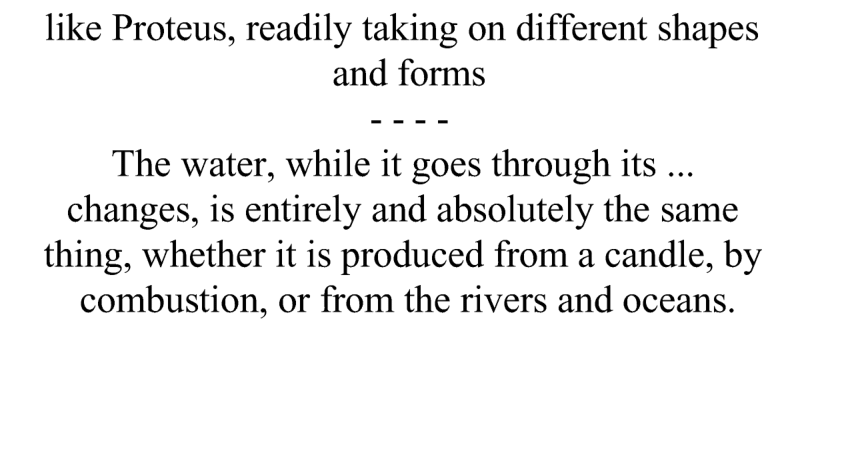 like Proteus, readily taking on different shapes
and forms
- - - -
The water, while it goes through its ...
changes, is entirely and absolutely the same
thing, whether it is produced from a candle, by
combustion, or from the rivers and oceans.